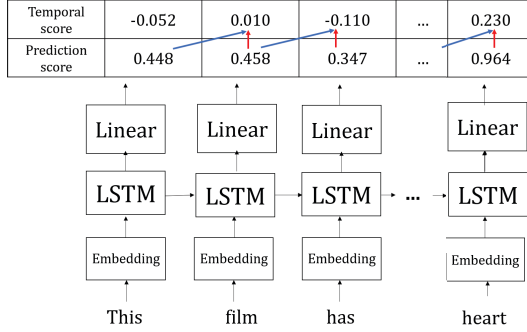 Temporal score -0.052 0.010 -0.110 ... 0.230
Prediction score 0.448 0.458 0.347 ... 0.964
Linear Linear Linear Linear
LSTM LSTM LSTM ... LSTM
Embedding Embedding Embedding Embedding
This film has heart